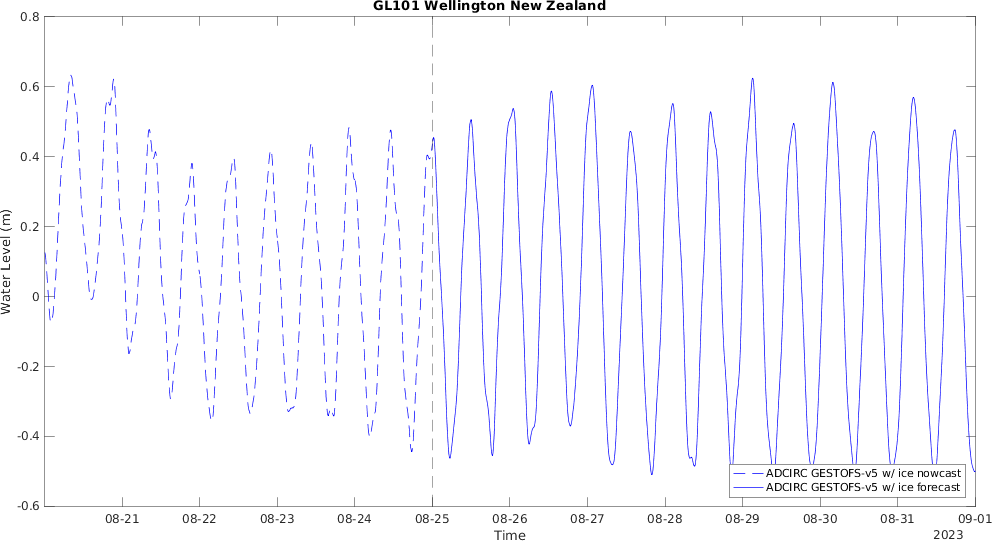 GL101 Wellington New Zealand
0.8
0.6
0.4
0.2
0
-0.2
-0.4
-0.6
Water Level (m)
ADCIRC GESTOFS-v5 w/ ice nowcast
ADCIRC GESTOFS-v5 w/ ice forecast
08-21 08-22 08-23 08-24 08-25 08-26 08-27 08-28 08-29 08-30 08-31 09-01
Time
2023